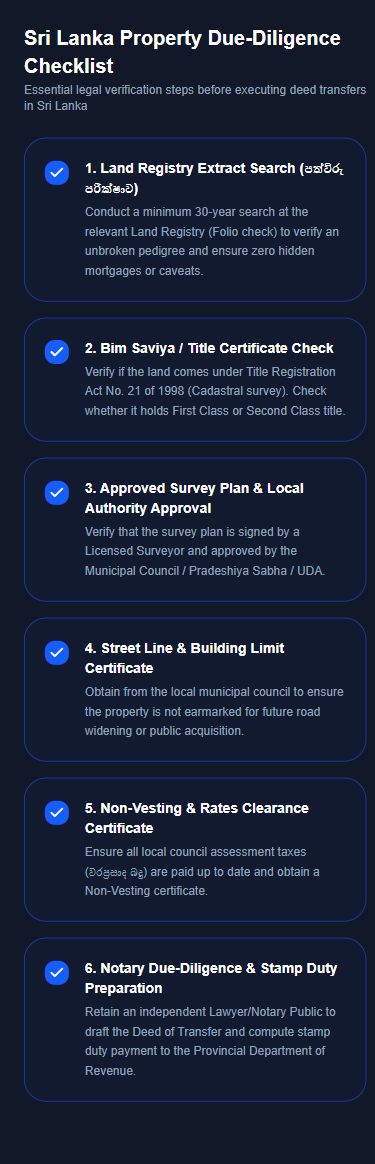 Sri Lanka Property Due-Diligence
Checklist
Essential legal verification steps before executing deed transfers
in Sri Lanka
1. Land Registry Extract Search (පත්විරු
පරීක්ෂාව)
Conduct a minimum 30-year search at the
relevant Land Registry (Folio check) to verify an
unbroken pedigree and ensure zero hidden
mortgages or caveats.
2. Bim Saviya / Title Certificate Check
Verify if the land comes under Title Registration
Act No. 21 of 1998 (Cadastral survey). Check
whether it holds First Class or Second Class title.
3. Approved Survey Plan & Local
Authority Approval
Verify that the survey plan is signed by a
Licensed Surveyor and approved by the
Municipal Council / Pradeshiya Sabha / UDA.
4. Street Line & Building Limit
Certificate
Obtain from the local municipal council to ensure
the property is not earmarked for future road
widening or public acquisition.
5. Non-Vesting & Rates Clearance
Certificate
Ensure all local council assessment taxes
(වරප්‍රසාද බදු) are paid up to date and obtain a
Non-Vesting certificate.
6. Notary Due-Diligence & Stamp Duty
Preparation
Retain an independent Lawyer/Notary Public to
draft the Deed of Transfer and compute stamp
duty payment to the Provincial Department of
Revenue.